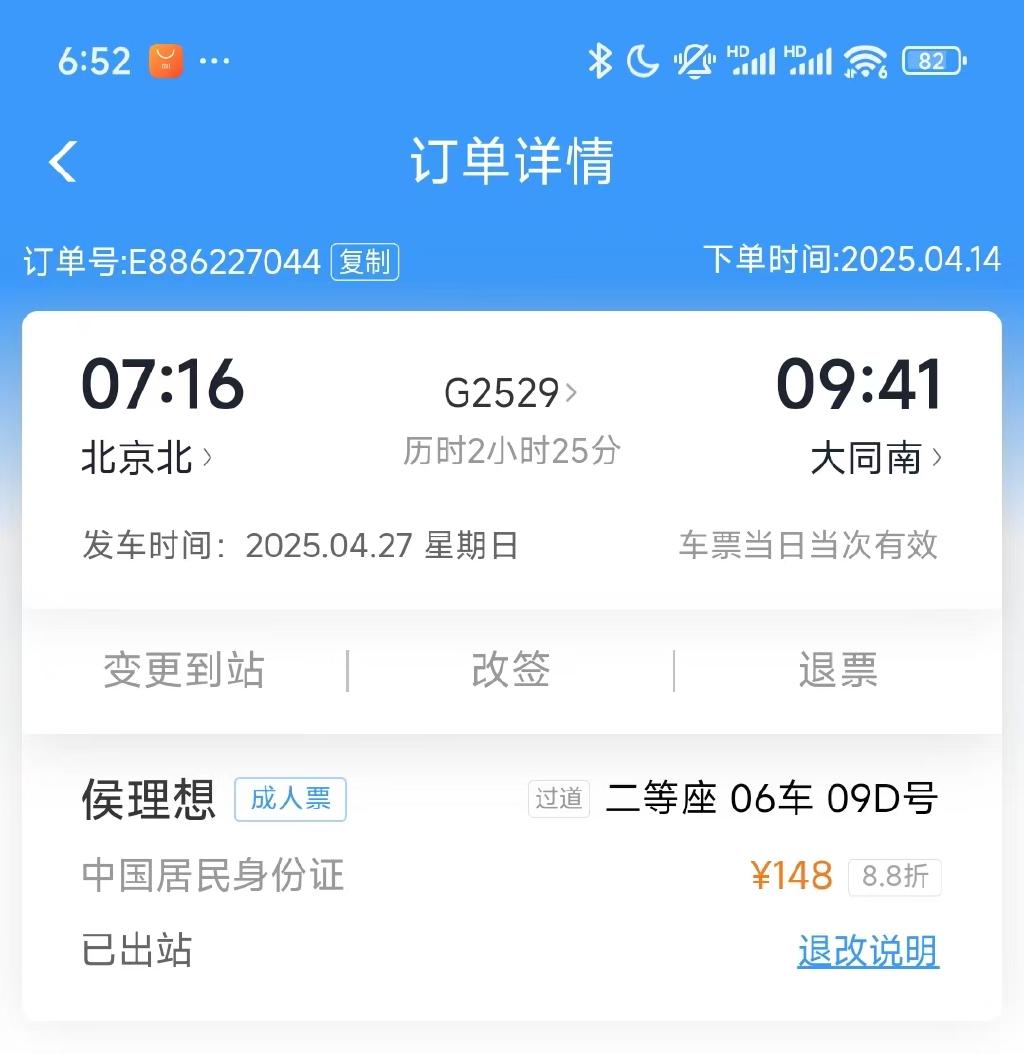 6:52 ··· HD HD 6 82
订单详情
订单号:E886227044 复制 下单时间:2025.04.14
07:16 G2529 09:41
北京北 历时2小时25分 大同南
发车时间：2025.04.27 星期日 车票当日当次有效
变更到站 | 改签 | 退票
侯理想 成人票 过道 二等座 06车 09D号
中国居民身份证 ¥148 8.8折
已出站 退改说明